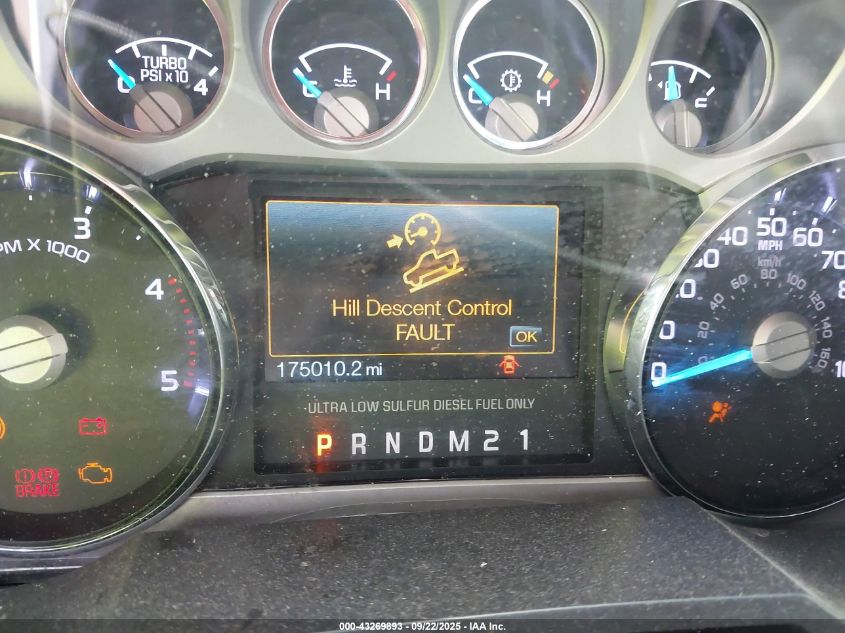 TURBO
PSI x 10
0 4
C H
C H
F
3
PM X 1000
4
5
Hill Descent Control
FAULT
OK
175010.2 mi
ULTRA LOW SULFUR DIESEL FUEL ONLY
P R N D M 2 1
BRAKE
40 50 60
MPH
km/h
70
0
40 60 80 100 120 140 160
000-43269893 - 09/22/2025 - IAA Inc.